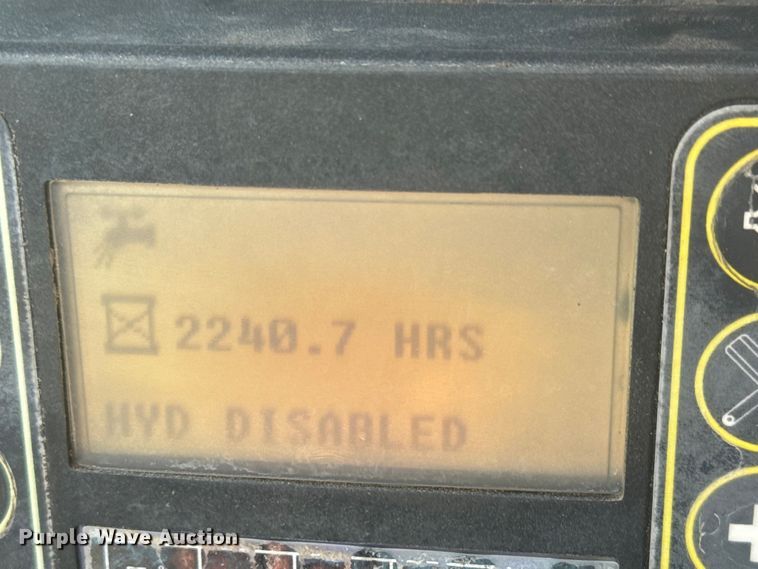 2240.7 HRS
HYD DISABLED
Purple Wave Auction